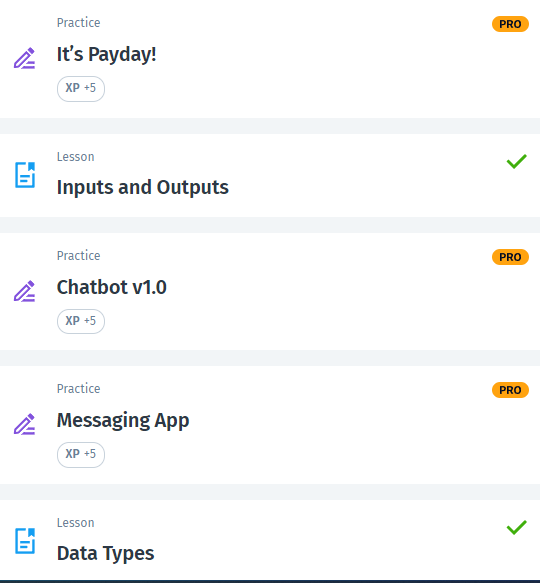 Practice
PRO
It’s Payday!
XP +5
Lesson
Inputs and Outputs
Practice
PRO
Chatbot v1.0
XP +5
Practice
PRO
Messaging App
XP +5
Lesson
Data Types